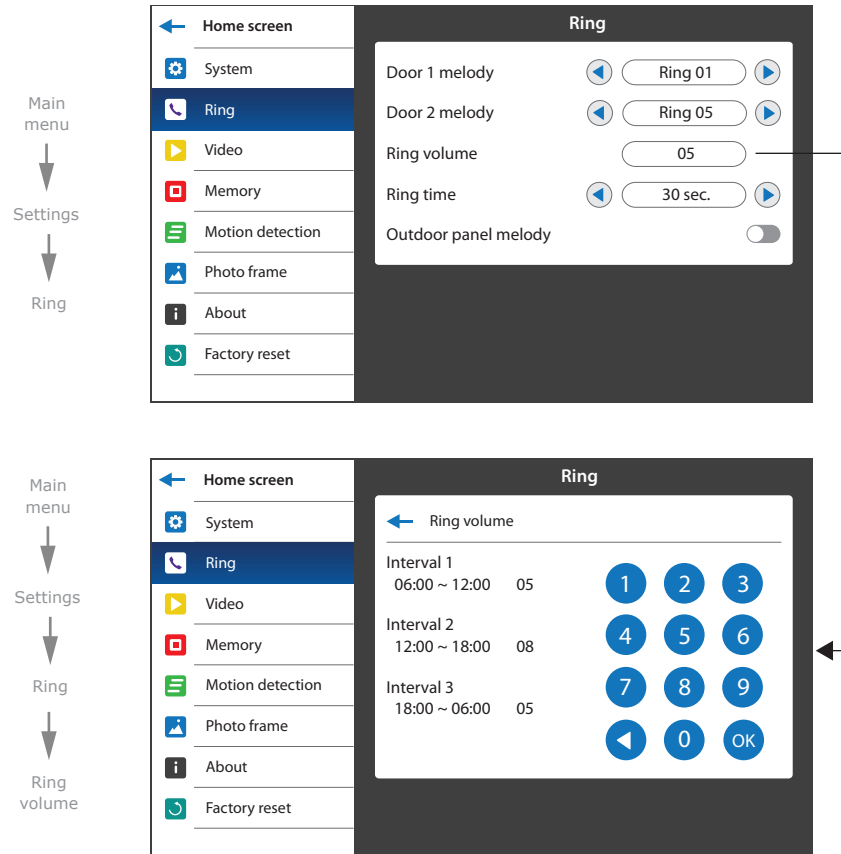 Main
menu
Settings
Ring
Home screen
System
Ring
Video
Memory
Motion detection
Photo frame
About
Factory reset
Ring
Door 1 melody
Ring 01
Door 2 melody
Ring 05
Ring volume
05
Ring time
30 sec.
Outdoor panel melody
Main
menu
Settings
Ring
Ring
volume
Home screen
System
Ring
Video
Memory
Motion detection
Photo frame
About
Factory reset
Ring
Ring volume
Interval 1
06:00 ~ 12:00 05
Interval 2
12:00 ~ 18:00 08
Interval 3
18:00 ~ 06:00 05
1 2 3
4 5 6
7 8 9
0 OK